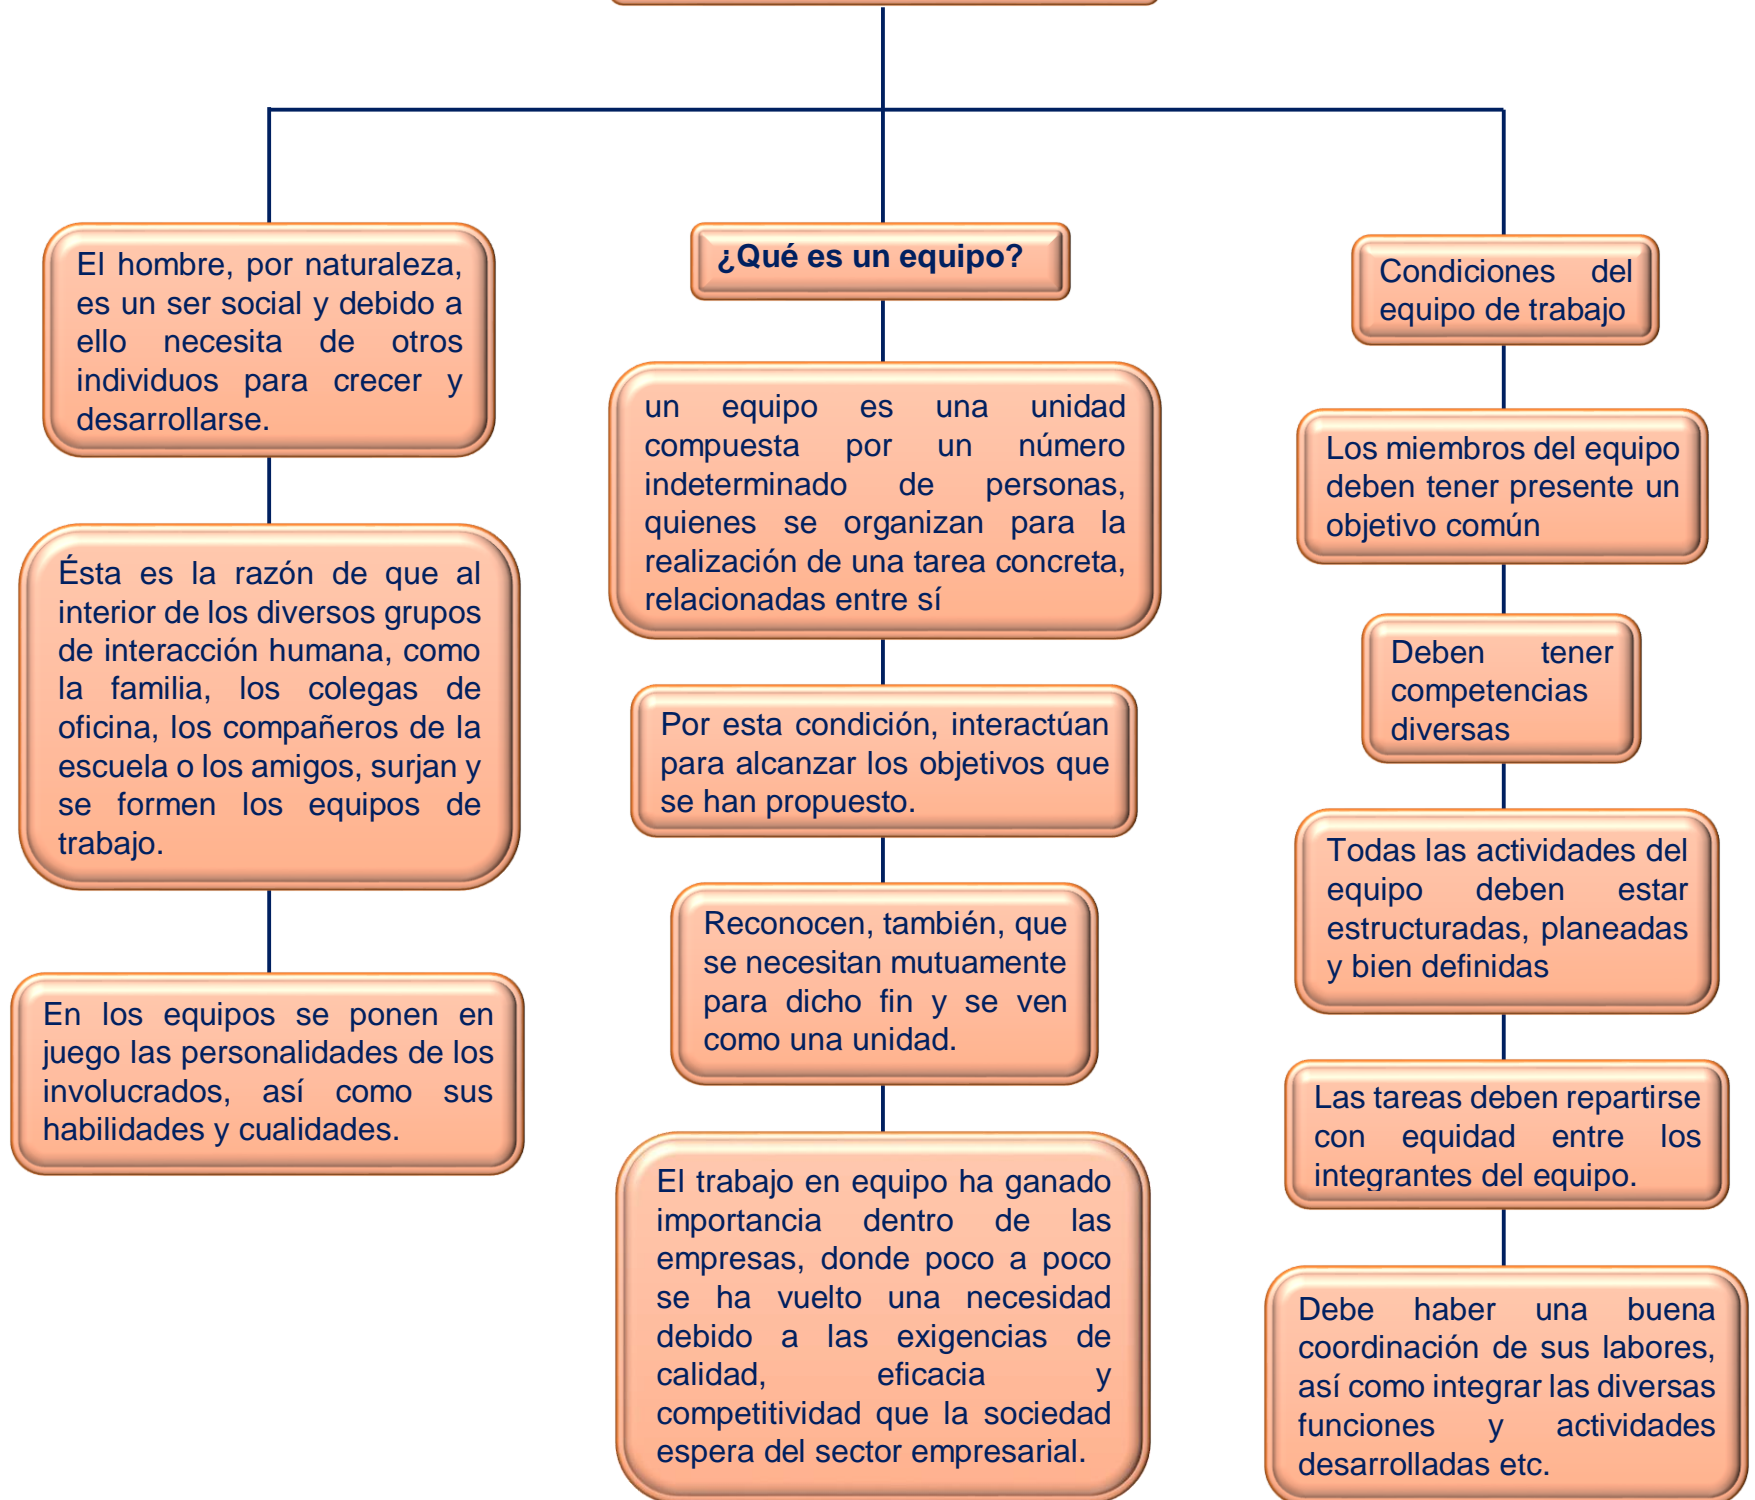 El hombre, por naturaleza,
es un ser social y debido a
ello necesita de otros
individuos para crecer y
desarrollarse.
Ésta es la razón de que al
interior de los diversos grupos
de interacción humana, como
la familia, los colegas de
oficina, los compañeros de la
escuela o los amigos, surjan y
se formen los equipos de
trabajo.
En los equipos se ponen en
juego las personalidades de los
involucrados, así como sus
habilidades y cualidades.
¿Qué es un equipo?
un equipo es una unidad
compuesta por un número
indeterminado de personas,
quienes se organizan para la
realización de una tarea concreta,
relacionadas entre sí
Por esta condición, interactúan
para alcanzar los objetivos que
se han propuesto.
Reconocen, también, que
se necesitan mutuamente
para dicho fin y se ven
como una unidad.
El trabajo en equipo ha ganado
importancia dentro de las
empresas, donde poco a poco
se ha vuelto una necesidad
debido a las exigencias de
calidad, eficacia y
competitividad que la sociedad
espera del sector empresarial.
Condiciones del
equipo de trabajo
Los miembros del equipo
deben tener presente un
objetivo común
Deben tener
competencias
diversas
Todas las actividades del
equipo deben estar
estructuradas, planeadas
y bien definidas
Las tareas deben repartirse
con equidad entre los
integrantes del equipo.
Debe haber una buena
coordinación de sus labores,
así como integrar las diversas
funciones y actividades
desarrolladas etc.